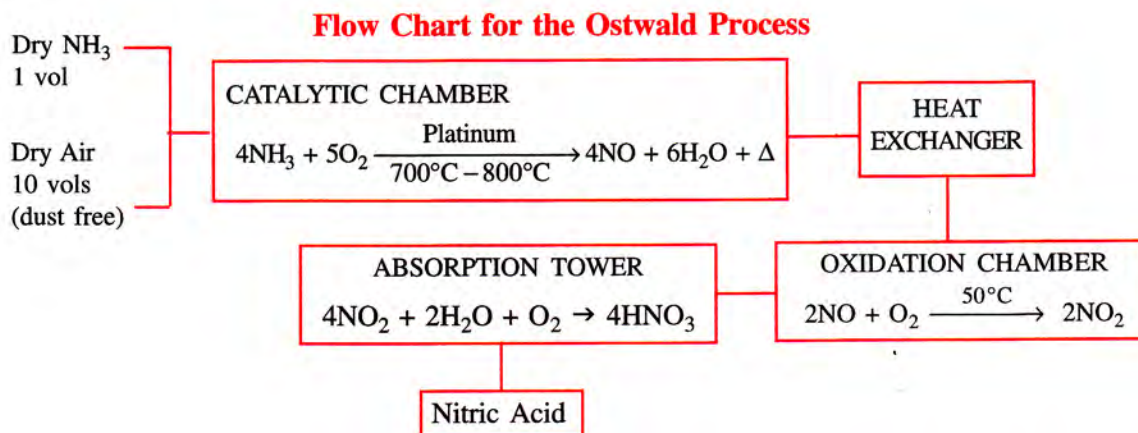 Flow Chart for the Ostwald Process
Dry NH₃
1 vol
Dry Air
10 vols
(dust free)
CATALYTIC CHAMBER
4NH₃ + 5O₂ Platinum 700°C – 800°C → 4NO + 6H₂O + Δ
HEAT
EXCHANGER
OXIDATION CHAMBER
2NO + O₂ 50°C → 2NO₂
ABSORPTION TOWER
4NO₂ + 2H₂O + O₂ → 4HNO₃
Nitric Acid